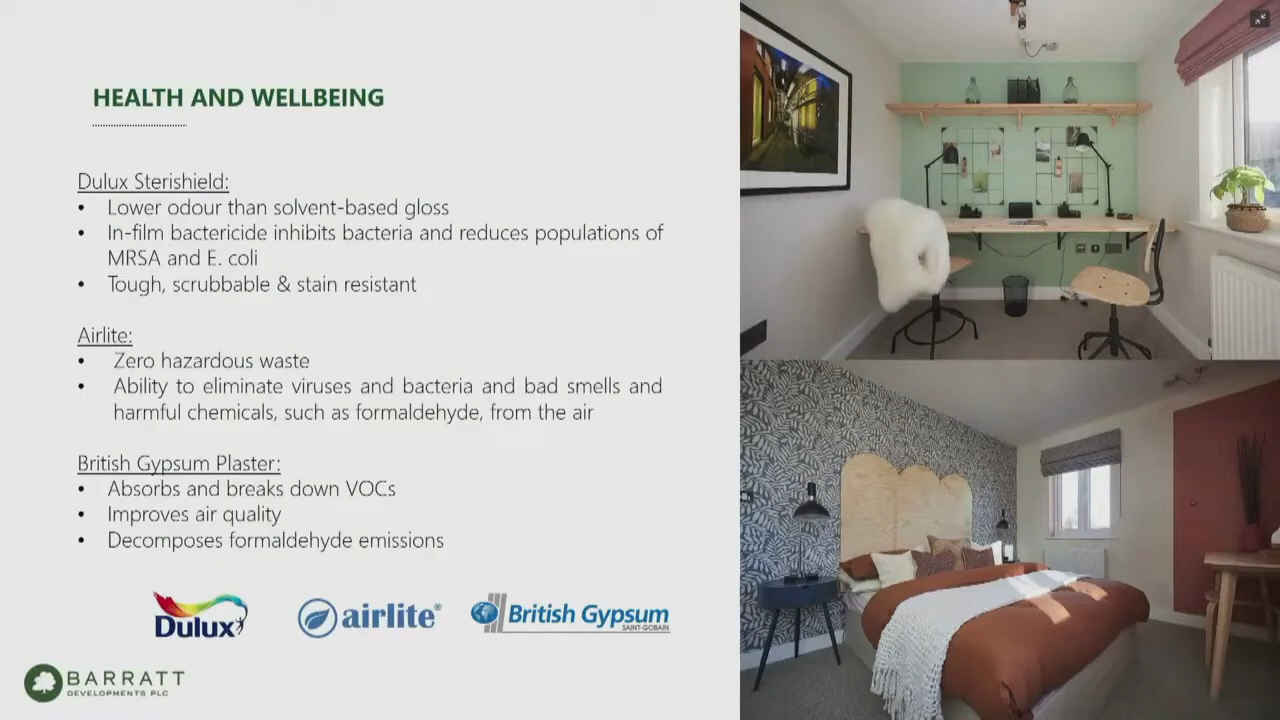 HEALTH AND WELLBEING
Dulux Sterishield:
• Lower odour than solvent-based gloss
• In-film bactericide inhibits bacteria and reduces populations of
MRSA and E. coli
• Tough, scrubbable & stain resistant
Airlite:
• Zero hazardous waste
• Ability to eliminate viruses and bacteria and bad smells and
harmful chemicals, such as formaldehyde, from the air
British Gypsum Plaster:
• Absorbs and breaks down VOCs
• Improves air quality
• Decomposes formaldehyde emissions
Dulux
airlite®
British Gypsum
SAINT-GOBAIN
BARRATT
DEVELOPMENTS PLC